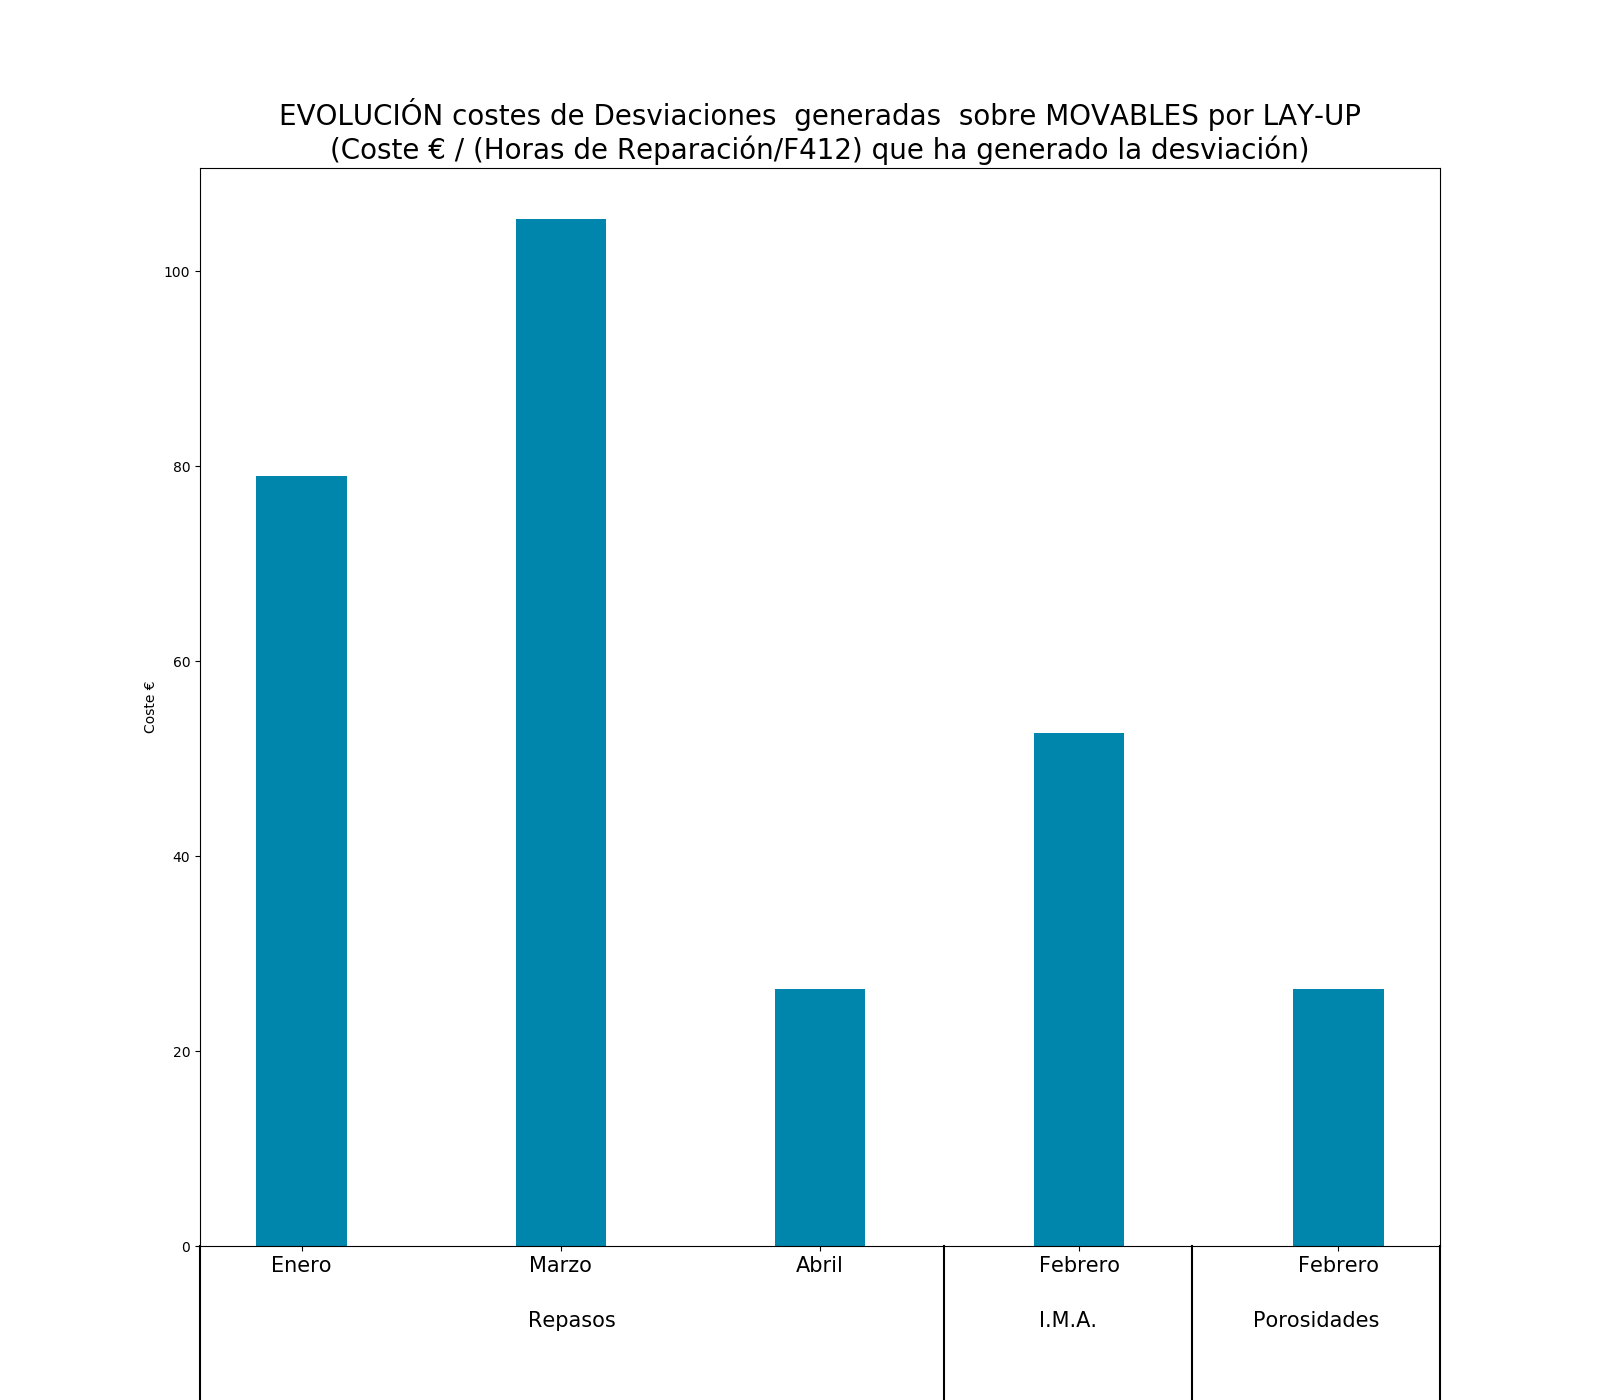 EVOLUCIÓN costes de Desviaciones  generadas  sobre MOVABLES por LAY-UP
(Coste € / (Horas de Reparación/F412) que ha generado la desviación)
100
80
60
40
20
0
Coste €
Enero Marzo Abril Febrero Febrero
Repasos I.M.A. Porosidades